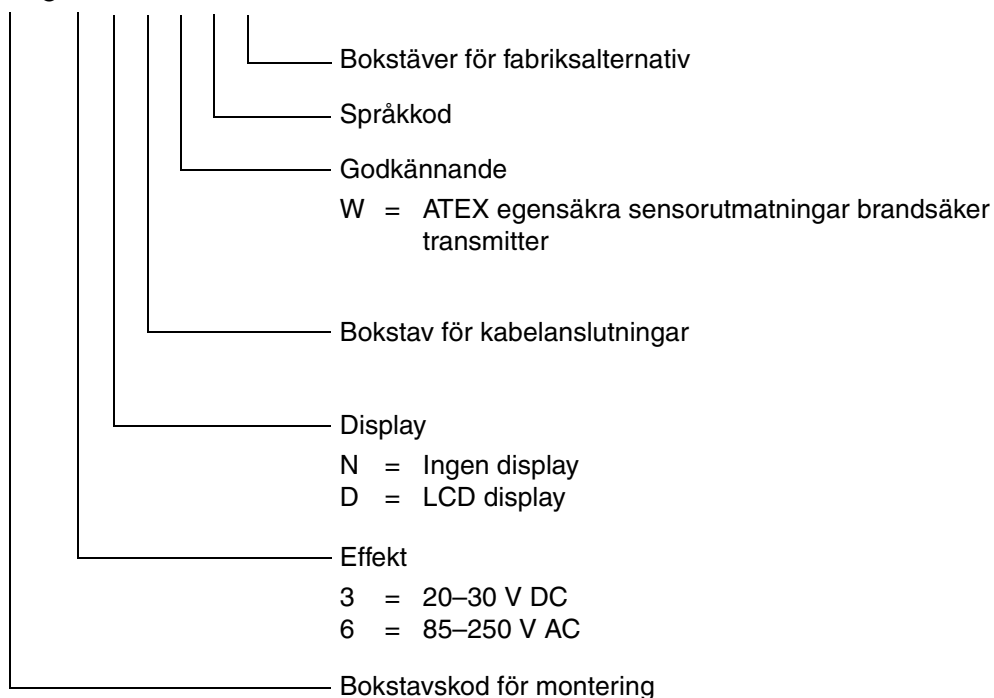 Bokstäver för fabriksalternativ
Språkkod
Godkännande
W = ATEX egensäkra sensorutmatningar brandsäker
transmitter
Bokstav för kabelanslutningar
Display
N = Ingen display
D = LCD display
Effekt
3 = 20–30 V DC
6 = 85–250 V AC
Bokstavskod för montering